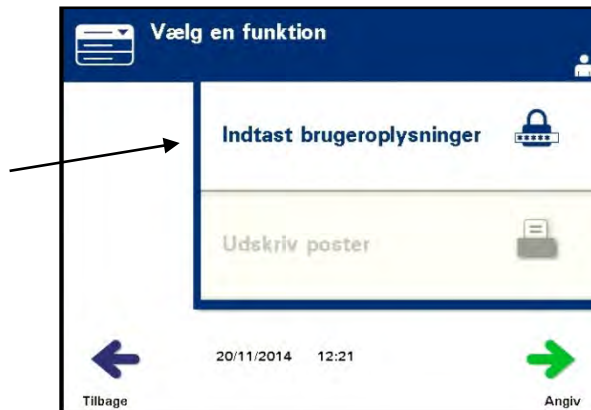 Vælg en funktion
Indtast brugeroplysninger
*****
Udskriv poster
20/11/2014 12:21
Tilbage
Angiv